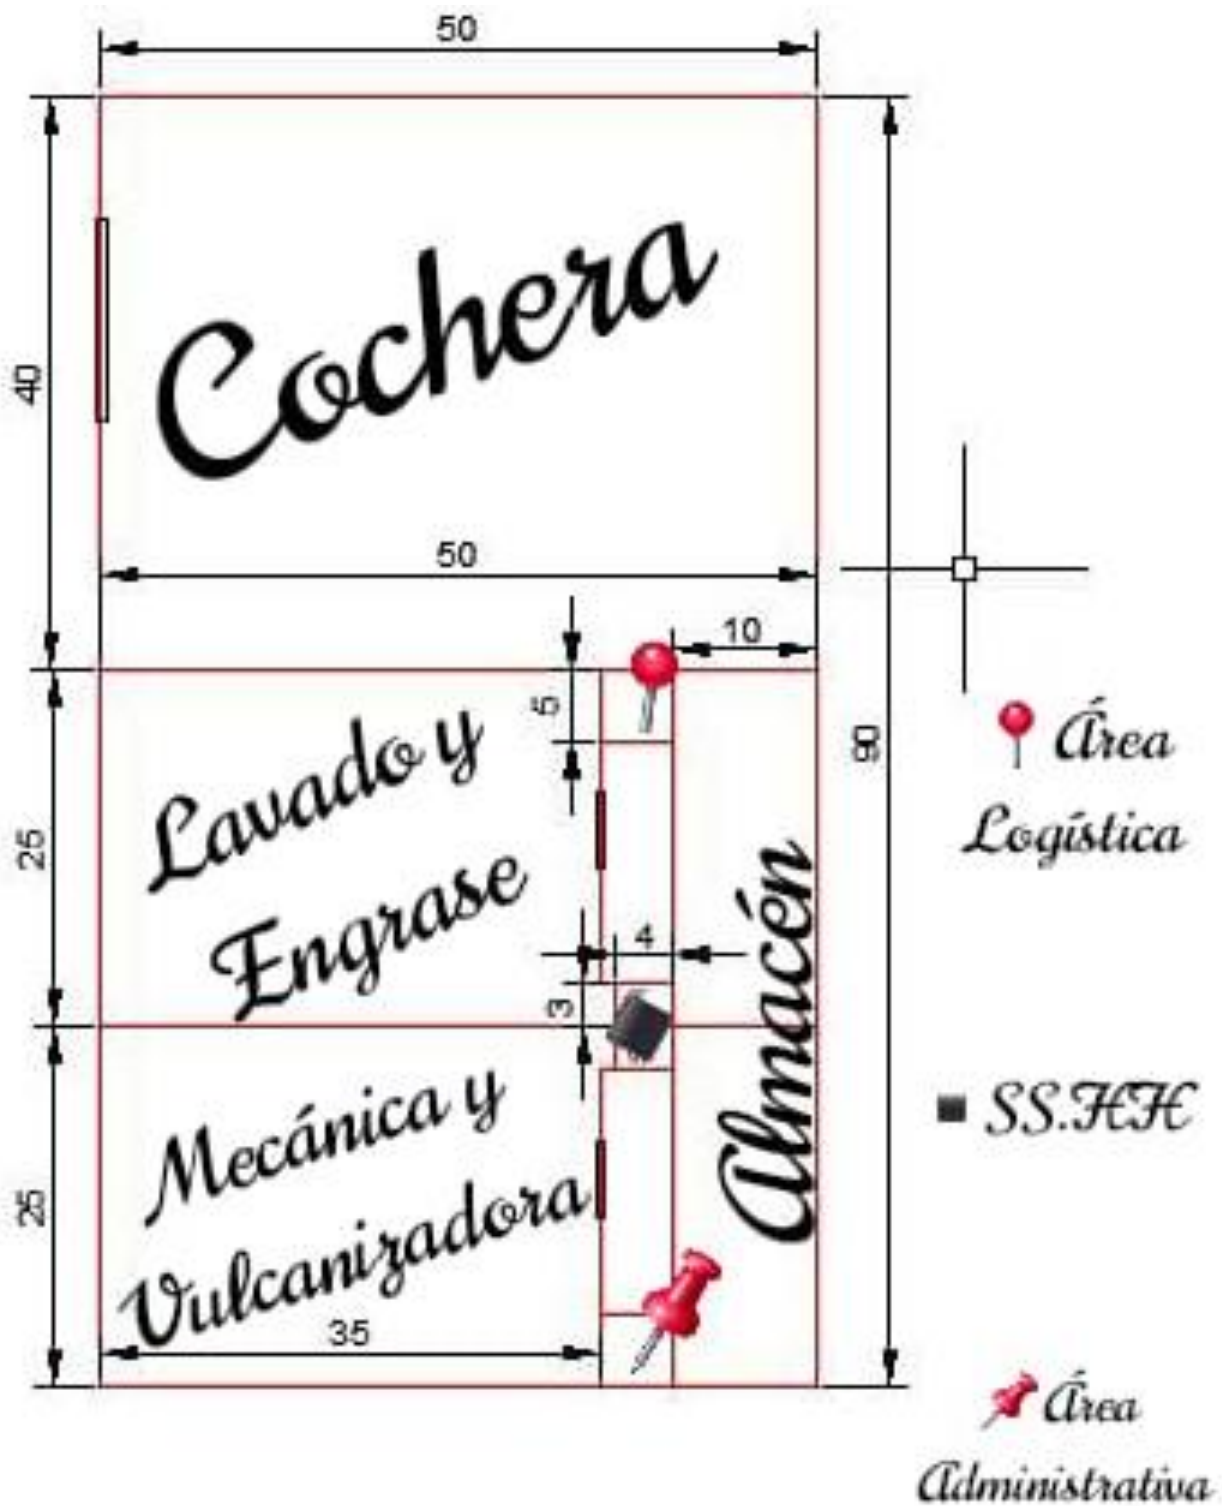 50
Cochera
40
50
10
5
90
Área
Logística
Lavado y
Engrase
25
4
3
Almacén
SS.HH
Mecánica y
Vulcanizadora
25
35
Área
Administrativa